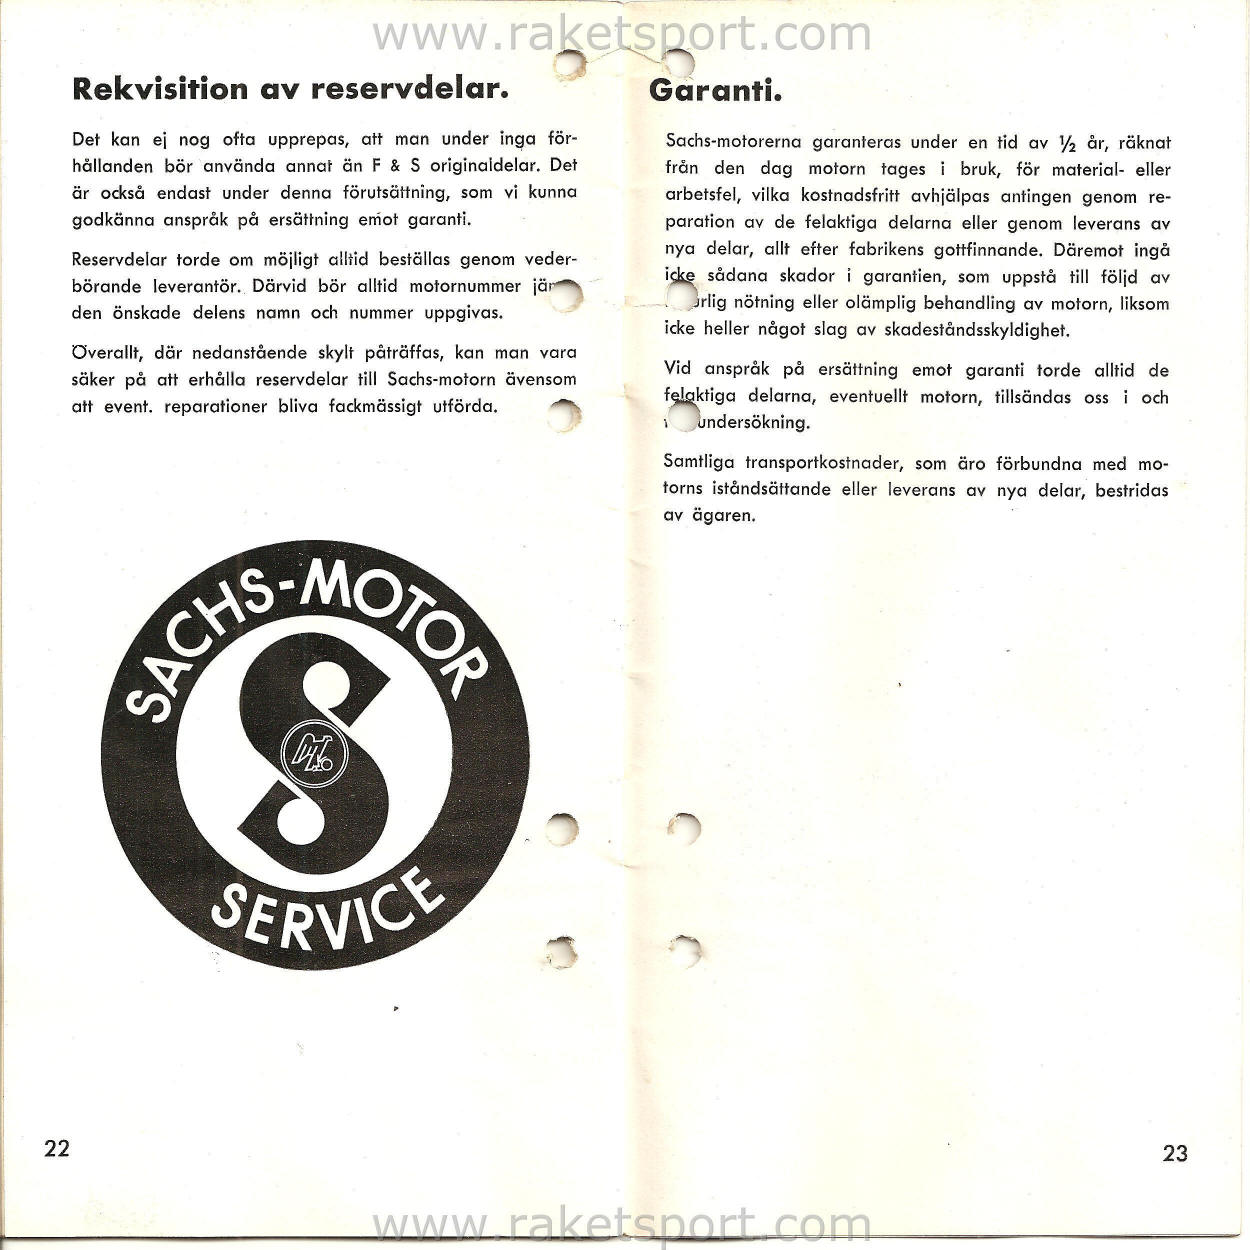 www.raketsport.com
Rekvisition av reservdelar.
Det kan ej nog ofta upprepas, att man under inga för-
hållanden bör använda annat än F & S originaldelar. Det
är också endast under denna förutsättning, som vi kunna
godkänna anspråk på ersättning emot garanti.
Reservdelar torde om möjligt alltid beställas genom veder-
börande leverantör. Därvid bör alltid motornummer
den önskade delens namn och nummer uppgivas.
Överallt, där nedanstående skylt påträffas, kan man vara
säker på att erhålla reservdelar till Sachs-motorn ävensom
att event. reparationer bliva fackmässigt utförda.
SACHS-MOTOR
SERVICE
22
Garanti.
Sachs-motorerna garanteras under en tid av ½ år, räknat
från den dag motorn tages i bruk, för material- eller
arbetsfel, vilka kostnadsfritt avhjälpas antingen genom re-
paration av de felaktiga delarna eller genom leverans av
nya delar, allt efter fabrikens gottfinnande. Däremot ingå
icke sådana skador i garantien, som uppstå till följd av
nötning eller olämplig behandling av motorn, liksom
icke heller något slag av skadeståndsskyldighet.
Vid anspråk på ersättning emot garanti torde alltid de
felaktiga delarna, eventuellt motorn, tillsändas oss i och
undersökning.
Samtliga transportkostnader, som äro förbundna med mo-
torns iståndsättande eller leverans av nya delar, bestridas
av ägaren.
23
www.raketsport.com